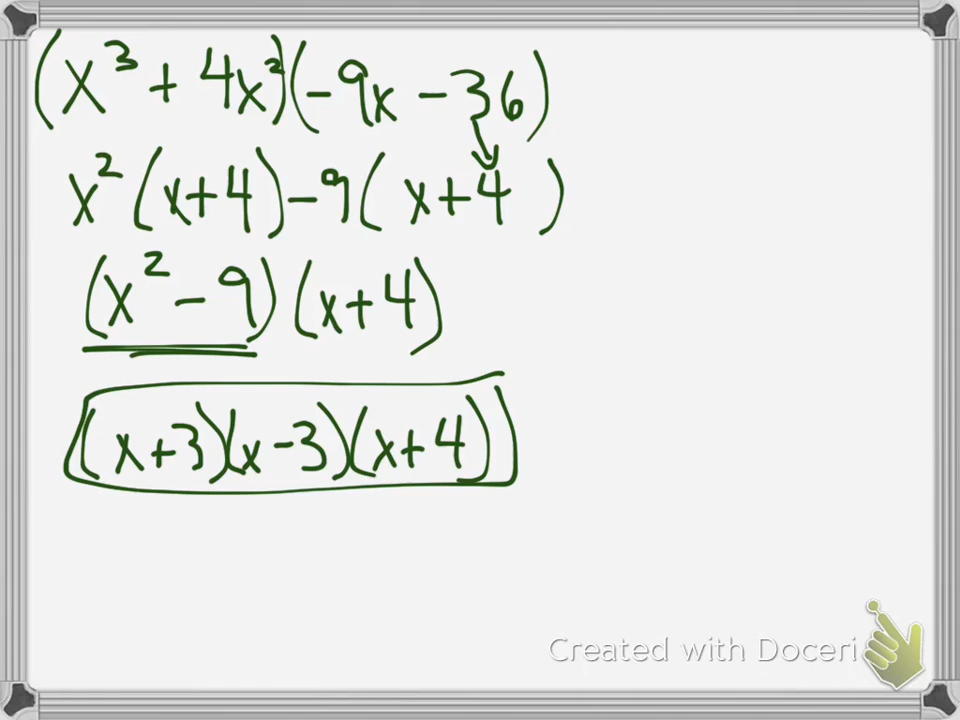 (x³ + 4x²)(-9x - 36)
x²(x+4) - 9(x+4)
(x² - 9)(x+4)
(x+3)(x-3)(x+4)
Created with Doceri